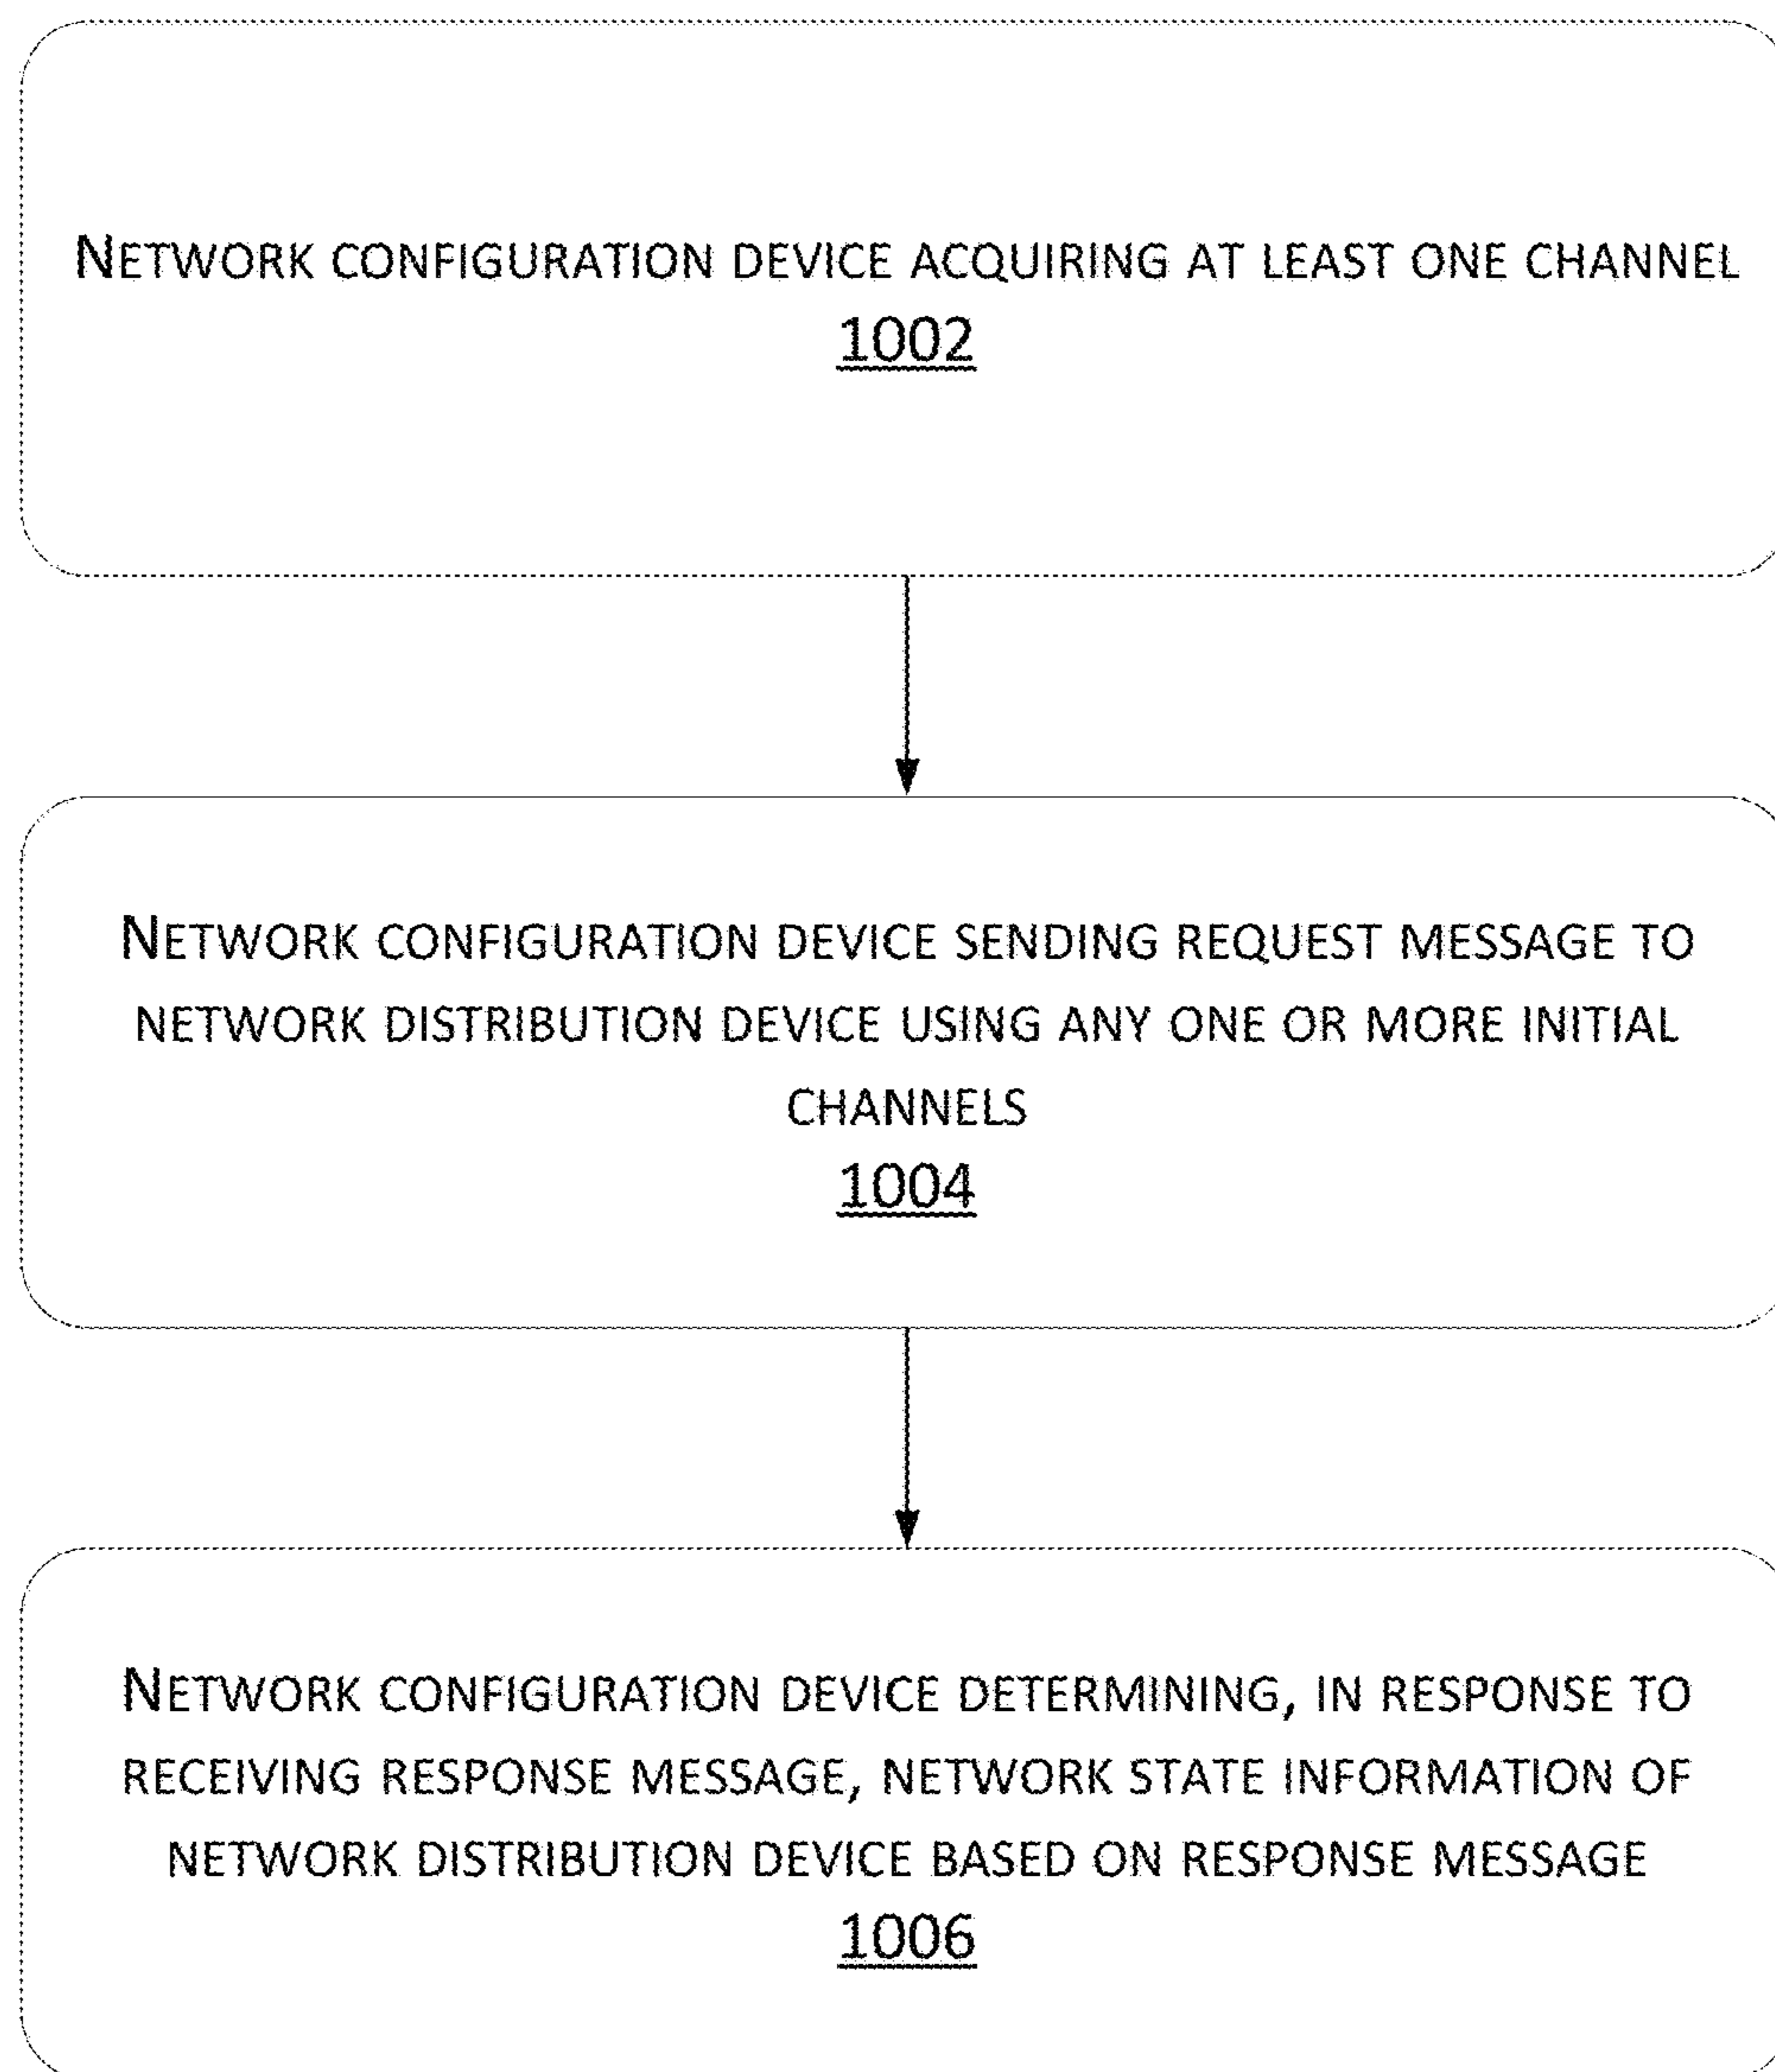 NETWORK CONFIGURATION DEVICE ACQUIRING AT LEAST ONE CHANNEL
1002
NETWORK CONFIGURATION DEVICE SENDING REQUEST MESSAGE TO
NETWORK DISTRIBUTION DEVICE USING ANY ONE OR MORE INITIAL
CHANNELS
1004
NETWORK CONFIGURATION DEVICE DETERMINING, IN RESPONSE TO
RECEIVING RESPONSE MESSAGE, NETWORK STATE INFORMATION OF
NETWORK DISTRIBUTION DEVICE BASED ON RESPONSE MESSAGE
1006